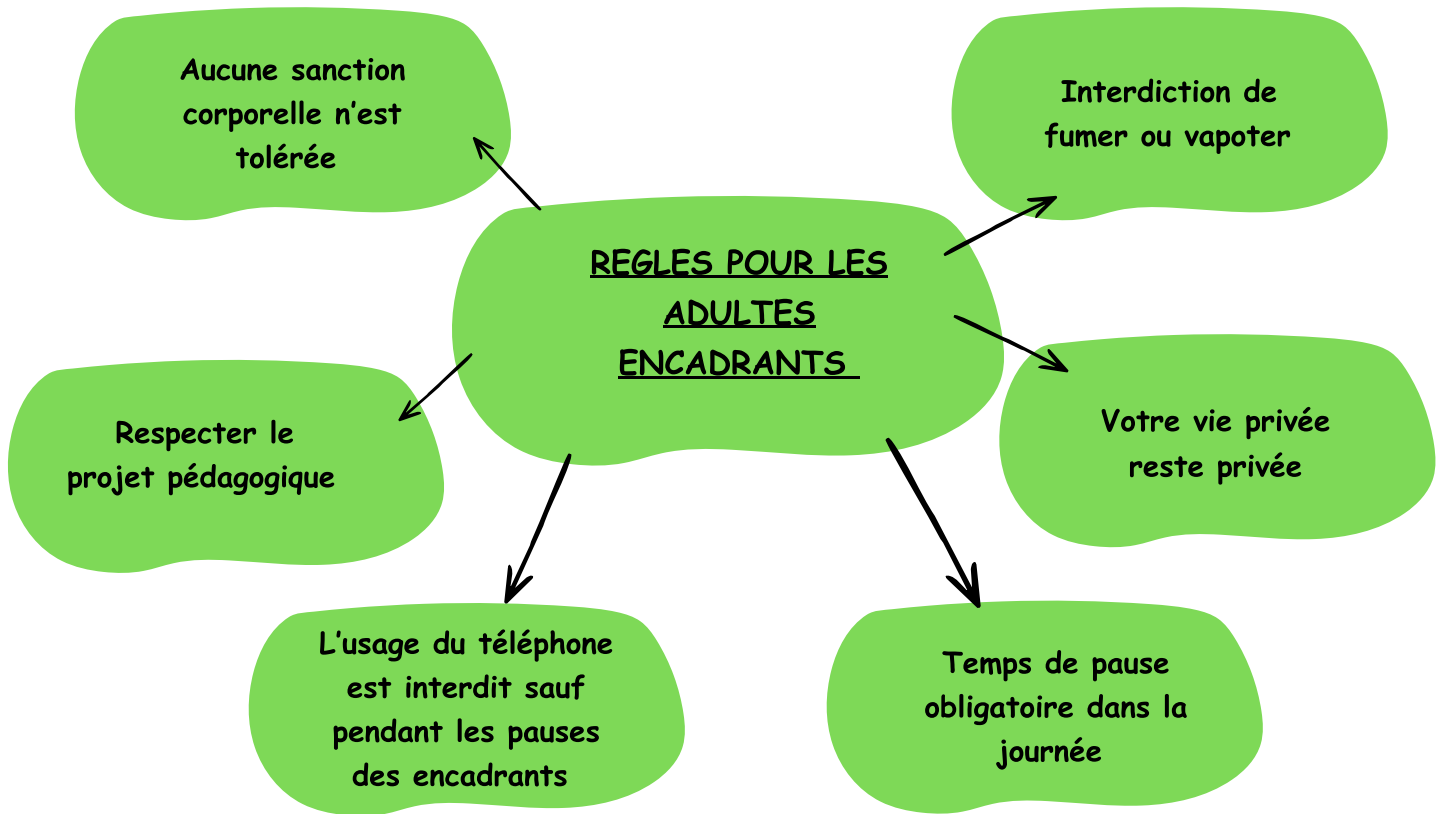 Aucune sanction
corporelle n'est
tolérée
Interdiction de
fumer ou vapoter
REGLES POUR LES
ADULTES
ENCADRANTS
Respecter le
projet pédagogique
Votre vie privée
reste privée
L'usage du téléphone
est interdit sauf
pendant les pauses
des encadrants
Temps de pause
obligatoire dans la
journée